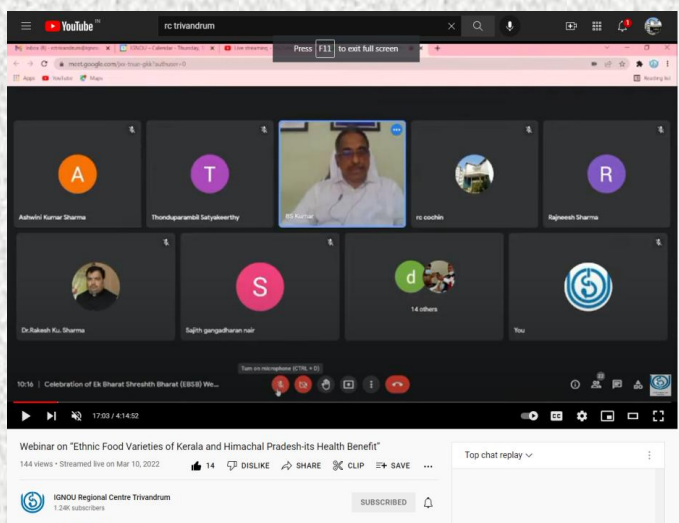 YouTube IN
rc trivandrum
Press F11 to exit full screen
Live streaming
meet.google.com
Apps YouTube Maps
Reading list
A
T
R
Ashwini Kumar Sharma
Thonduparambil Satyakeerthy
BS Kumar
rc cochin
Rajneesh Sharma
S
d
14 others
Dr.Rakesh Ku. Sharma
Sajith gangadharan nair
You
Turn on microphone (CTRL + D)
10:16 | Celebration of Ek Bharat Shreshth Bharat (EBSB) We...
17:03 / 4:14:52
CC
Webinar on "Ethnic Food Varieties of Kerala and Himachal Pradesh-its Health Benefit"
144 views • Streamed live on Mar 10, 2022
14 DISLIKE SHARE CLIP SAVE ...
Top chat replay
IGNOU Regional Centre Trivandrum
1.24K subscribers
SUBSCRIBED